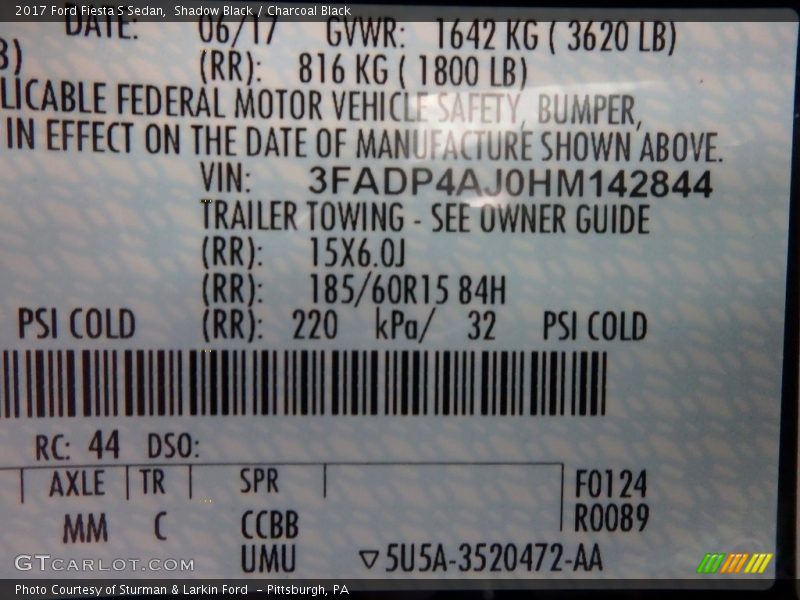 2017 Ford Fiesta S Sedan, Shadow Black / Charcoal Black
DATE: 06/17 GVWR: 1642 KG ( 3620 LB)
B) (RR): 816 KG ( 1800 LB)
LICABLE FEDERAL MOTOR VEHICLE SAFETY, BUMPER,
IN EFFECT ON THE DATE OF MANUFACTURE SHOWN ABOVE.
VIN: 3FADP4AJ0HM142844
TRAILER TOWING - SEE OWNER GUIDE
(RR): 15X6.0J
(RR): 185/60R15 84H
PSI COLD (RR): 220 kPa/ 32 PSI COLD
RC: 44 DSO:
AXLE TR SPR F0124
MM C CCBB R0089
UMU ▽5U5A-3520472-AA
GTCARLOT.COM
Photo Courtesy of Sturman & Larkin Ford - Pittsburgh, PA